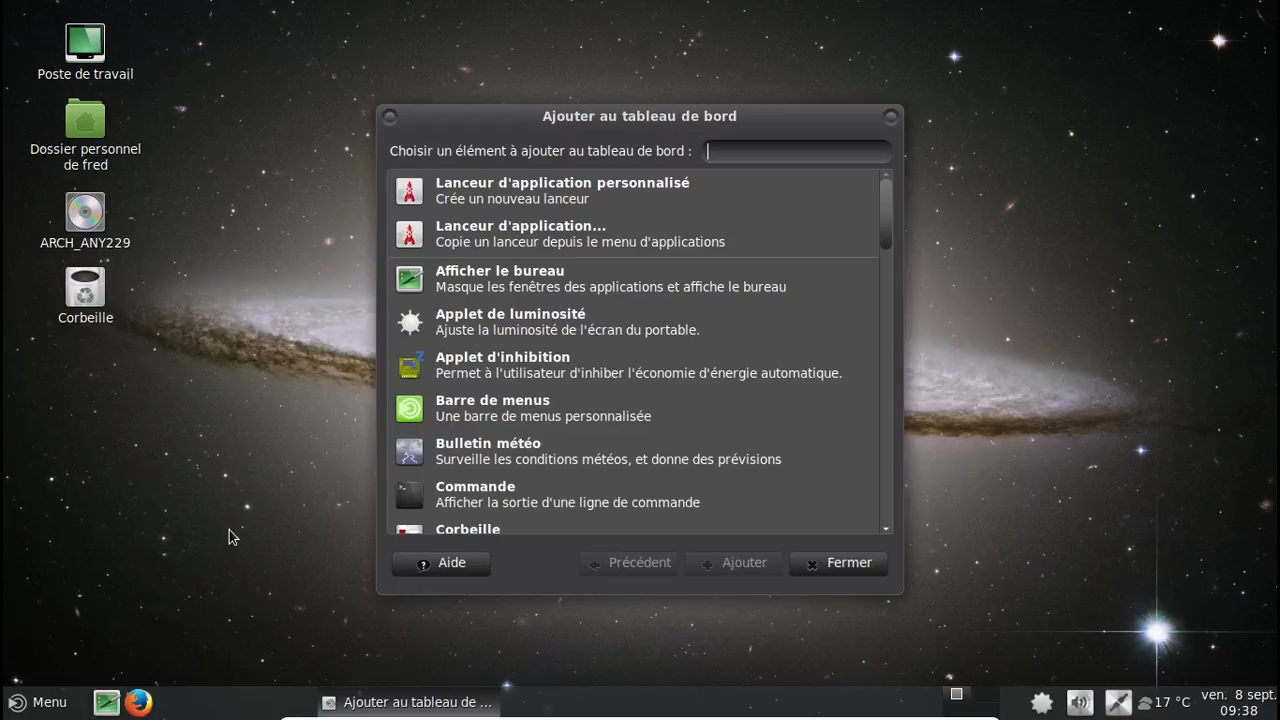 Poste de travail
Dossier personnel
de fred
ARCH_ANY229
Corbeille
Ajouter au tableau de bord
Choisir un élément à ajouter au tableau de bord :
Lanceur d'application personnalisé
Crée un nouveau lanceur
Lanceur d'application...
Copie un lanceur depuis le menu d'applications
Afficher le bureau
Masque les fenêtres des applications et affiche le bureau
Applet de luminosité
Ajuste la luminosité de l'écran du portable.
Applet d'inhibition
Permet à l'utilisateur d'inhiber l'économie d'énergie automatique.
Barre de menus
Une barre de menus personnalisée
Bulletin météo
Surveille les conditions météos, et donne des prévisions
Commande
Afficher la sortie d'une ligne de commande
Corbeille
Aide
Précédent
Ajouter
Fermer
Menu
Ajouter au tableau de ...
17 °C
ven. 8 sept.
09:38